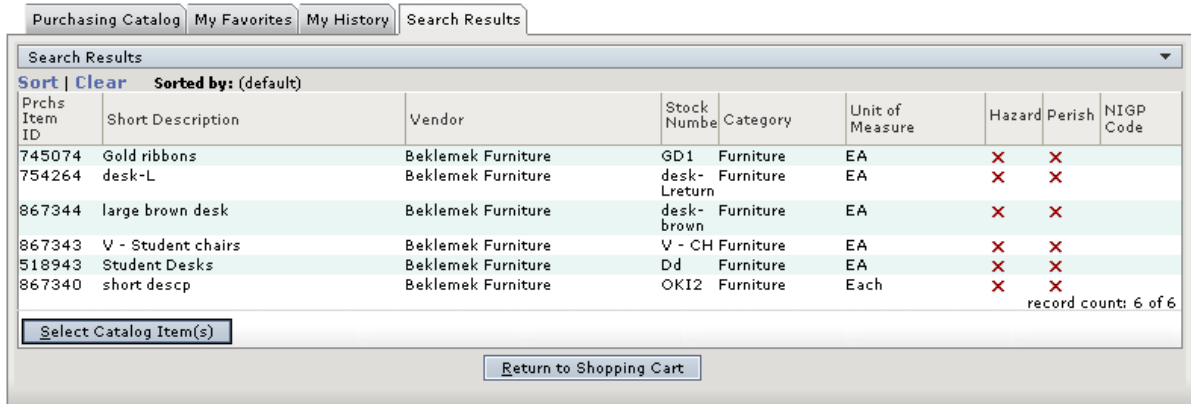 Purchasing Catalog My Favorites My History Search Results
Search Results
Sort | Clear Sorted by: (default)
Prchs Item ID Short Description Vendor Stock Numbe Category Unit of Measure Hazard Perish NIGP Code
745074 Gold ribbons Beklemek Furniture GD1 Furniture EA
754264 desk-L Beklemek Furniture desk-Lreturn Furniture EA
867344 large brown desk Beklemek Furniture desk-brown Furniture EA
867343 V - Student chairs Beklemek Furniture V - CH Furniture EA
518943 Student Desks Beklemek Furniture Dd Furniture EA
867340 short descp Beklemek Furniture OKI2 Furniture Each
record count: 6 of 6
Select Catalog Item(s)
Return to Shopping Cart